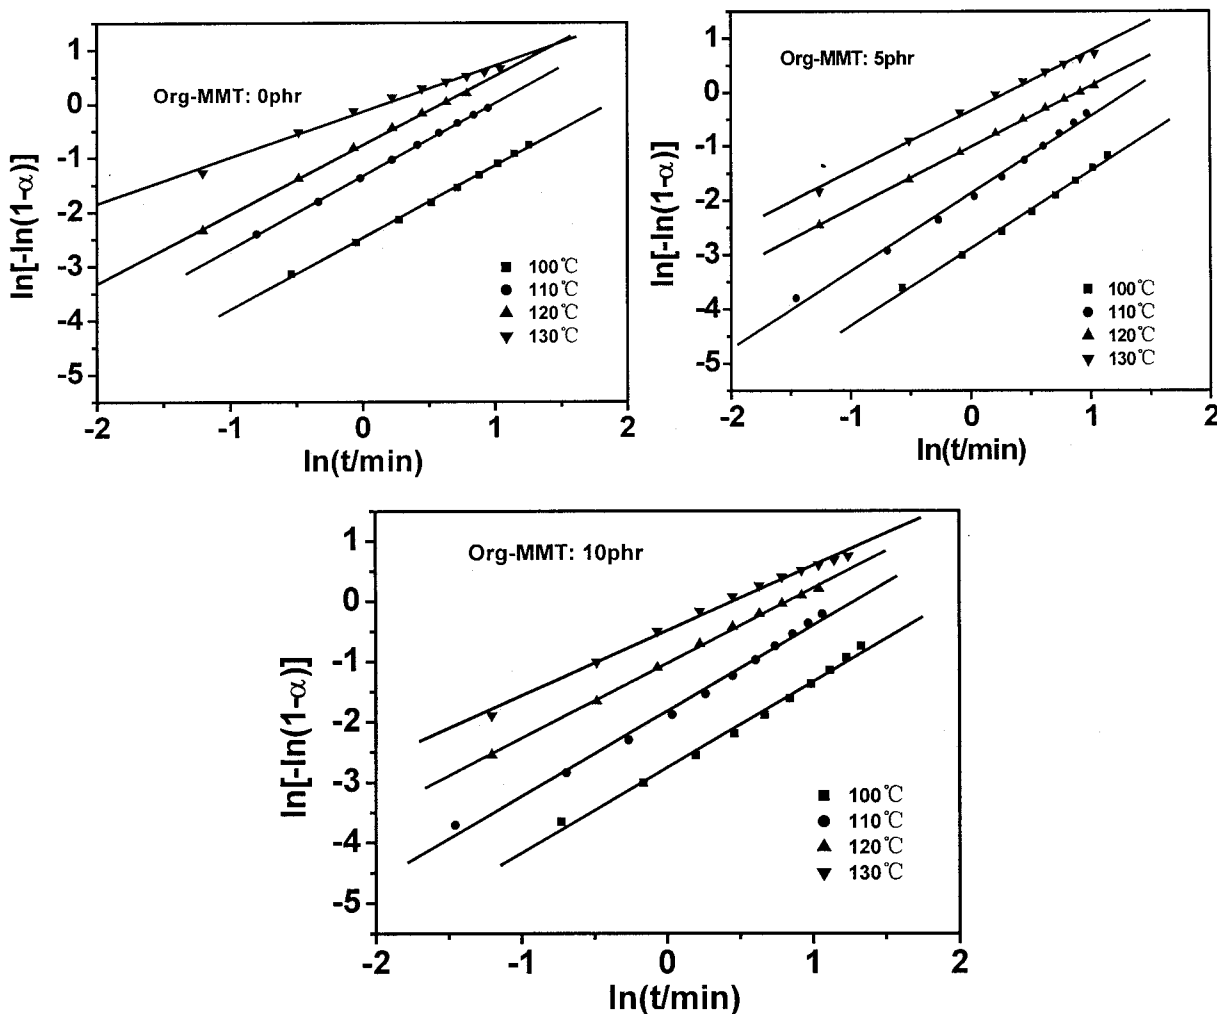 Org-MMT: 0phr
ln[-ln(1-α)]
1
0
-1
-2
-3
-4
-5
100℃
110℃
120℃
130℃
-2 -1 0 1 2
ln(t/min)
Org-MMT: 5phr
ln[-ln(1-α)]
1
0
-1
-2
-3
-4
-5
100℃
110℃
120℃
130℃
-2 -1 0 1 2
ln(t/min)
Org-MMT: 10phr
ln[-ln(1-α)]
1
0
-1
-2
-3
-4
-5
100℃
110℃
120℃
130℃
-2 -1 0 1 2
ln(t/min)